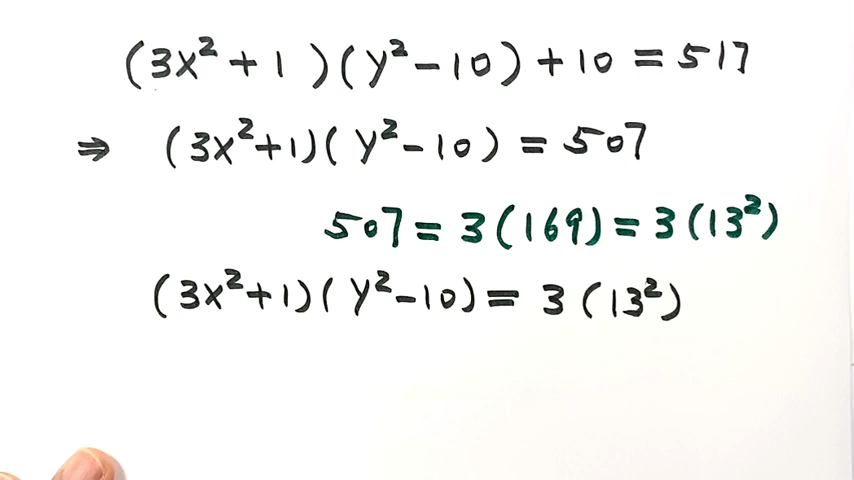 (3x²+1)(y²-10)+10=517
⇒ (3x²+1)(y²-10)=507
507=3(169)=3(13²)
(3x²+1)(y²-10)=3(13²)